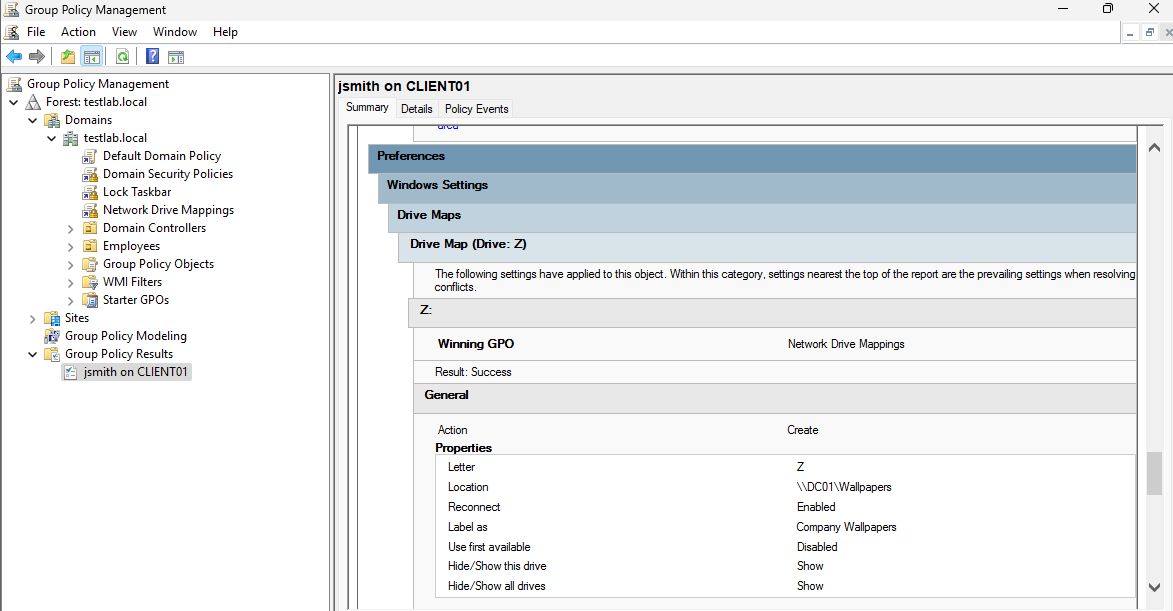 Group Policy Management
File Action View Window Help
Group Policy Management
Forest: testlab.local
Domains
testlab.local
Default Domain Policy
Domain Security Policies
Lock Taskbar
Network Drive Mappings
Domain Controllers
Employees
Group Policy Objects
WMI Filters
Starter GPOs
Sites
Group Policy Modeling
Group Policy Results
jsmith on CLIENT01
jsmith on CLIENT01
Summary Details Policy Events
area
Preferences
Windows Settings
Drive Maps
Drive Map (Drive: Z)
The following settings have applied to this object. Within this category, settings nearest the top of the report are the prevailing settings when resolving
conflicts.
Z:
Winning GPO Network Drive Mappings
Result: Success
General
Action Create
Properties
Letter Z
Location \\DC01\Wallpapers
Reconnect Enabled
Label as Company Wallpapers
Use first available Disabled
Hide/Show this drive Show
Hide/Show all drives Show